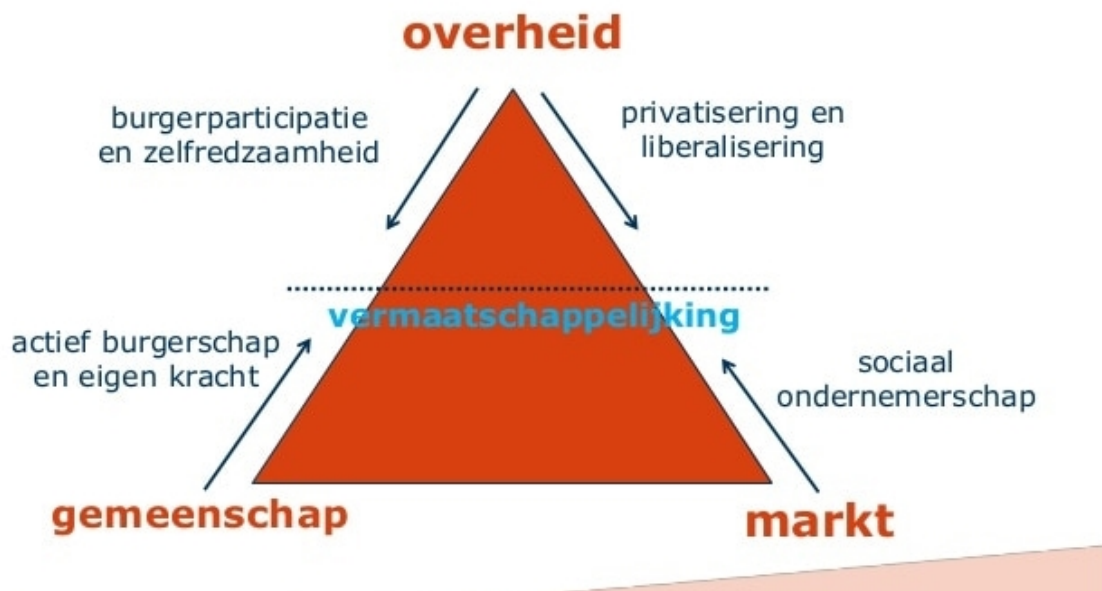 overheid
burgerparticipatie
en zelfredzaamheid
privatisering en
liberalisering
vermaatschappelijking
actief burgerschap
en eigen kracht
sociaal
ondernemerschap
gemeenschap
markt